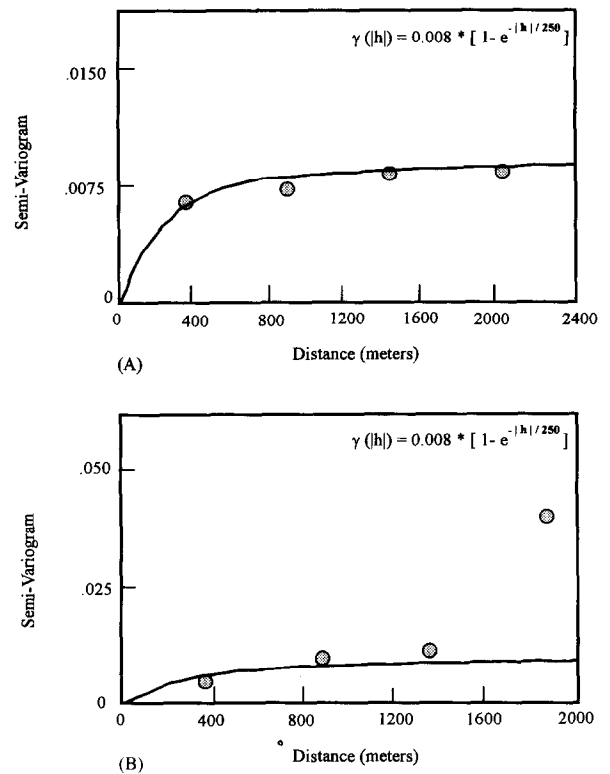 γ (|h|) = 0.008 * [ 1- e^-|h| / 250 ]
.0150
.0075
0
Semi-Variogram
0 400 800 1200 1600 2000 2400
Distance (meters)
(A)
γ (|h|) = 0.008 * [ 1- e^-|h| / 250 ]
.050
.025
0
Semi-Variogram
0 400 800 1200 1600 2000
Distance (meters)
(B)